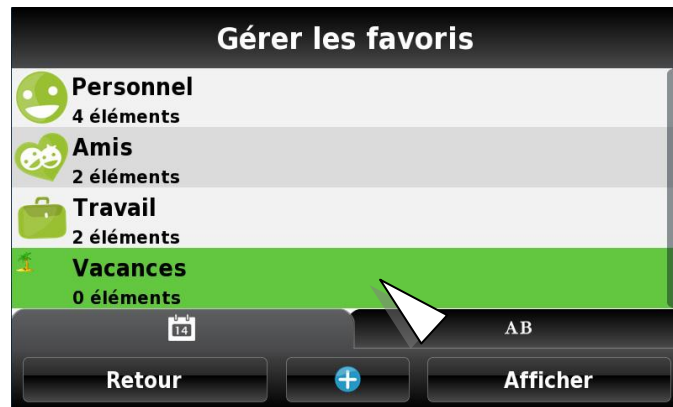 Gérer les favoris
Personnel
4 éléments
Amis
2 éléments
Travail
2 éléments
Vacances
0 éléments
14
AB
Retour
Afficher